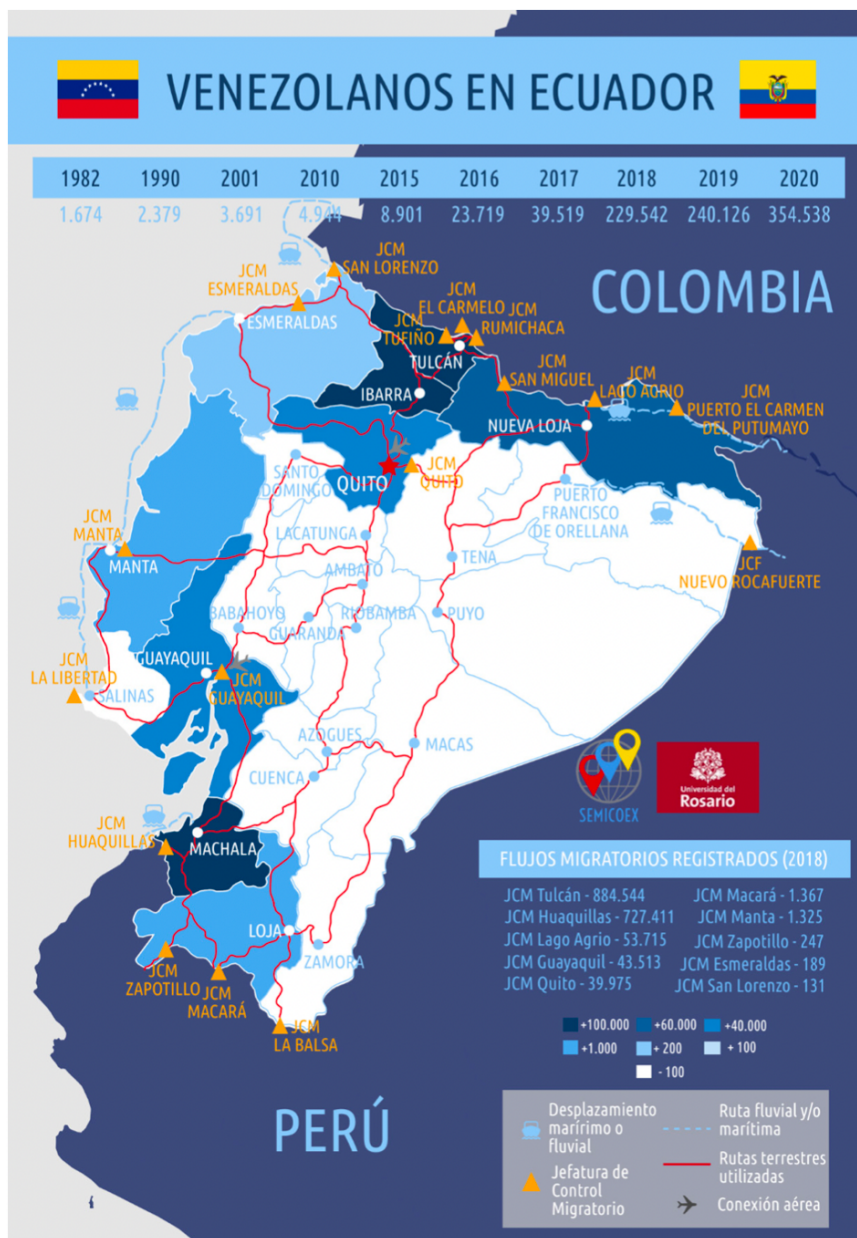 VENEZOLANOS EN ECUADOR
1982 1990 2001 2010 2015 2016 2017 2018 2019 2020
1.674 2.379 3.691 4.944 8.901 23.719 39.519 229.542 240.126 354.538
JCM
SAN LORENZO
JCM
ESMERALDAS
ESMERALDAS
COLOMBIA
JCM
EL CARMELO
JCM
RUMICHACA
JCM
TUFIÑO
TULCÁN
IBARRA
JCM
SAN MIGUEL
JCM
LAGO AGRIO
JCM
PUERTO EL CARMEN
DEL PUTUMAYO
NUEVA LOJA
SANTO
DOMINGO
QUITO
JCM
QUITO
PUERTO
FRANCISCO
DE ORELLANA
JCM
MANTA
MANTA
LACATUNGA
TENA
JCF
NUEVO ROCAFUERTE
AMBATO
BABAHOYO
GUARANDA
RIOBAMBA
PUYO
JCM
LA LIBERTAD
SALINAS
GUAYAQUIL
JCM
GUAYAQUIL
AZOGUES
MACAS
CUENCA
SEMICOEX
Universidad del
Rosario
JCM
HUAQUILLAS
MACHALA
LOJA
ZAMORA
JCM
ZAPOTILLO
JCM
MACARÁ
JCM
LA BALSA
PERÚ
FLUJOS MIGRATORIOS REGISTRADOS (2018)
JCM Tulcán - 884.544 JCM Macará - 1.367
JCM Huaquillas - 727.411 JCM Manta - 1.325
JCM Lago Agrio - 53.715 JCM Zapotillo - 247
JCM Guayaquil - 43.513 JCM Esmeraldas - 189
JCM Quito - 39.975 JCM San Lorenzo - 131
+100.000 +60.000 +40.000
+1.000 + 200 + 100
- 100
Desplazamiento
marírimo o
fluvial
Ruta fluvial y/o
marítima
Jefatura de
Control
Migratorio
Rutas terrestres
utilizadas
Conexión aérea